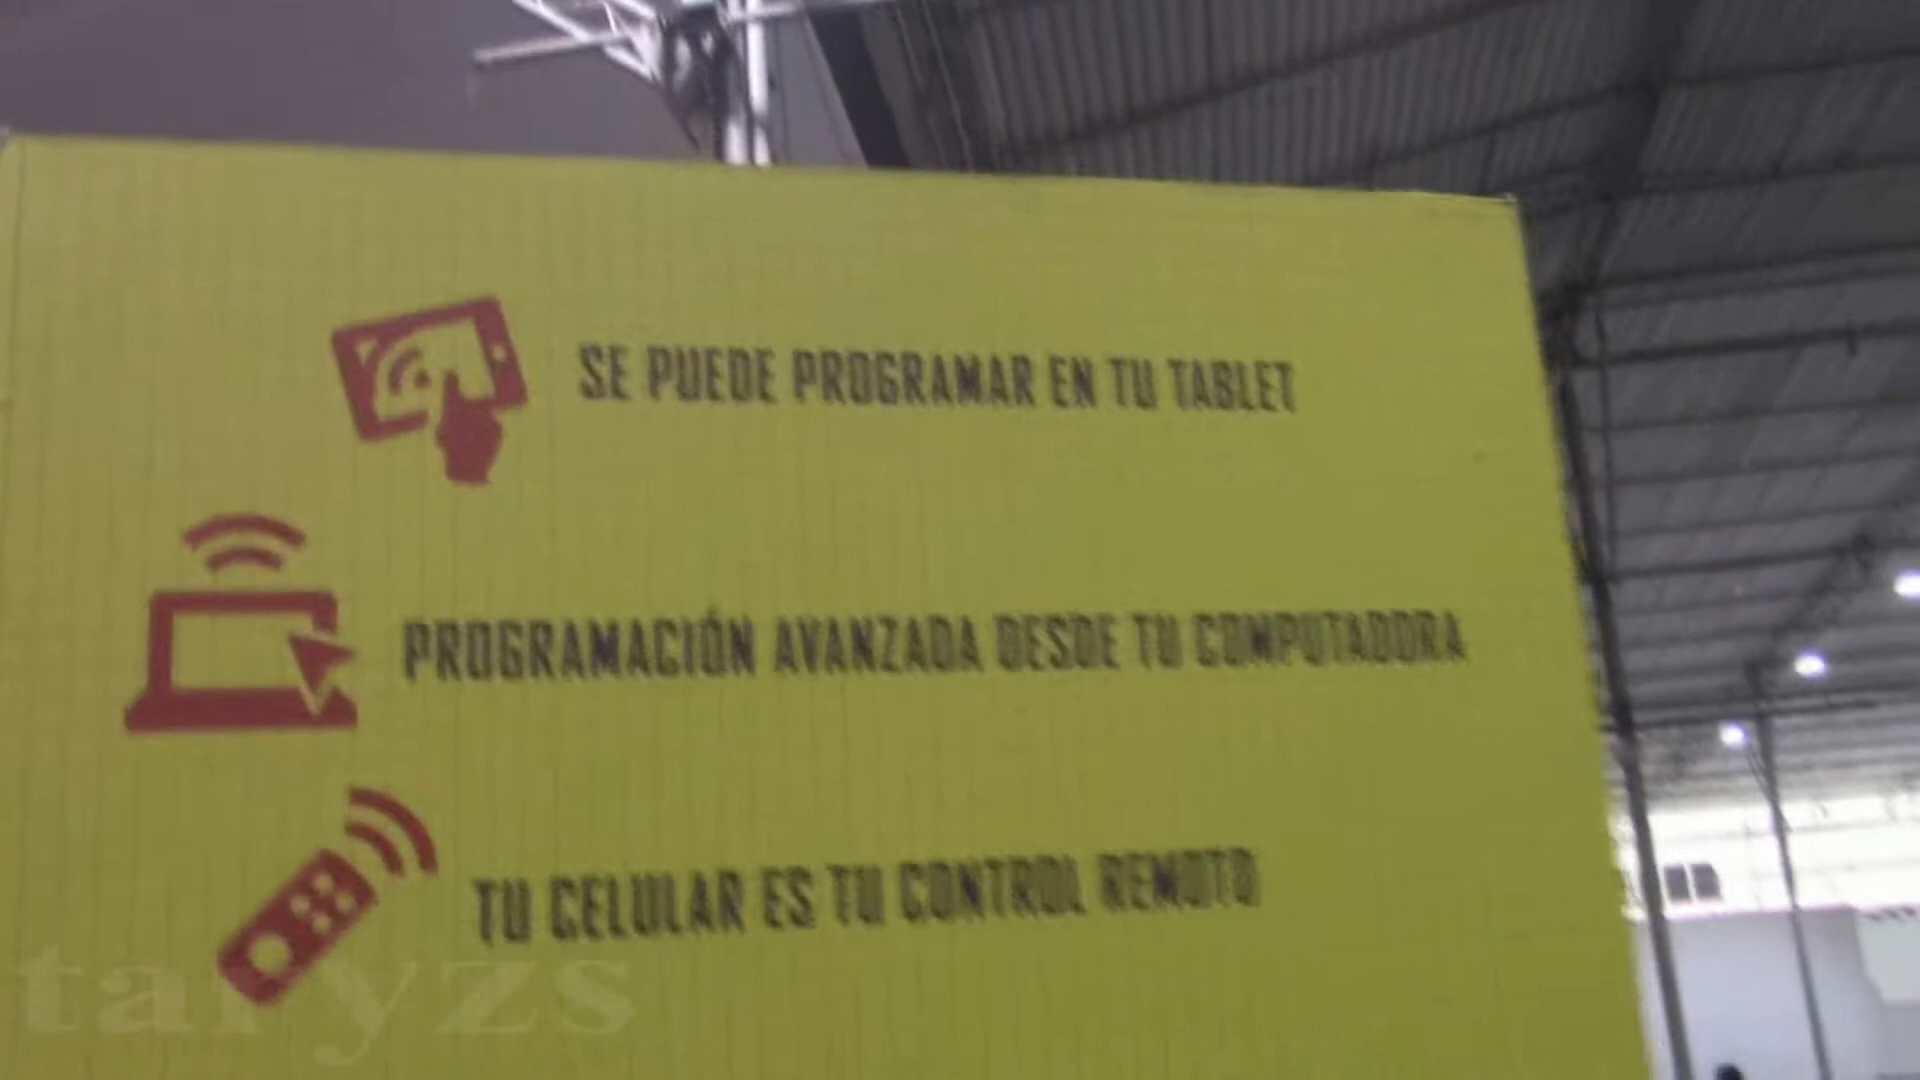 SE PUEDE PROGRAMAR EN TU TABLET
PROGRAMACIÓN AVANZADA DESDE TU COMPUTADORA
TU CELULAR ES TU CONTROL REMOTO
taryzs